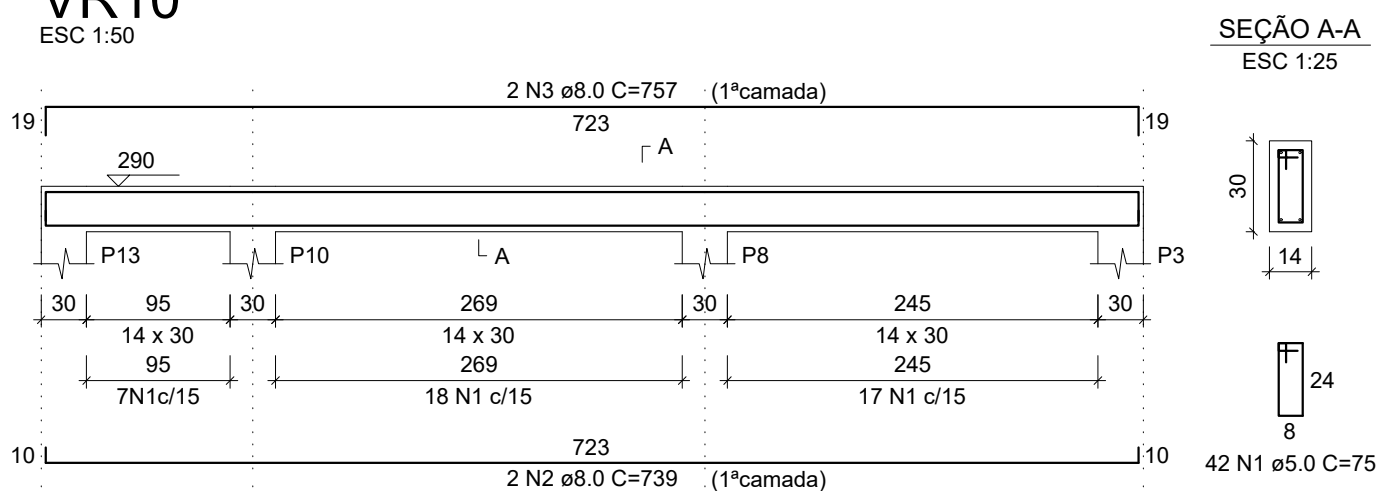 VR10
ESC 1:50
SEÇÃO A-A
ESC 1:25
2 N3 ø8.0 C=757 (1ªcamada)
19 723 19
A
290
30
P13 P10 A P8 P3
14
30 95 30 269 30 245 30
14 x 30 14 x 30 14 x 30
95 269 245
7N1c/15 18 N1 c/15 17 N1 c/15
24
8
10 723 10
42 N1 ø5.0 C=75
2 N2 ø8.0 C=739 (1ªcamada)